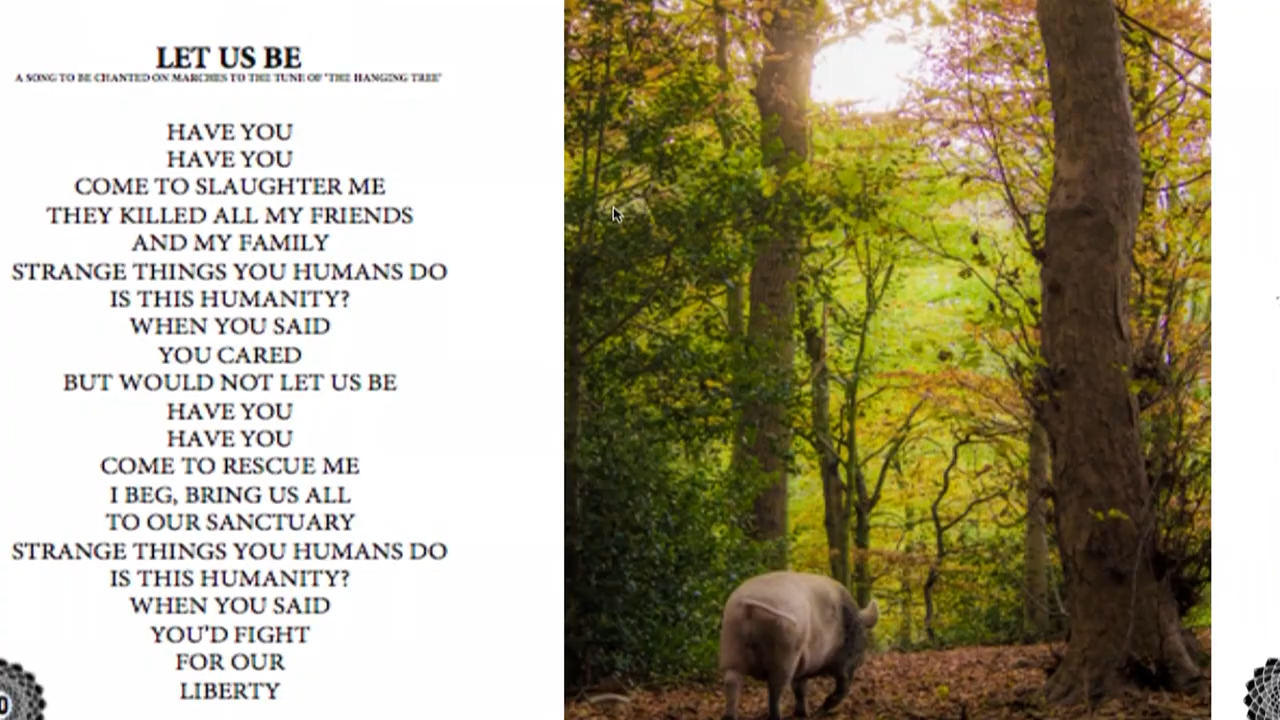 LET US BE
A SONG TO BE CHANTED ON MARCHES TO THE TUNE OF 'THE HANGING TREE'
HAVE YOU
HAVE YOU
COME TO SLAUGHTER ME
THEY KILLED ALL MY FRIENDS
AND MY FAMILY
STRANGE THINGS YOU HUMANS DO
IS THIS HUMANITY?
WHEN YOU SAID
YOU CARED
BUT WOULD NOT LET US BE
HAVE YOU
HAVE YOU
COME TO RESCUE ME
I BEG, BRING US ALL
TO OUR SANCTUARY
STRANGE THINGS YOU HUMANS DO
IS THIS HUMANITY?
WHEN YOU SAID
YOU'D FIGHT
FOR OUR
LIBERTY